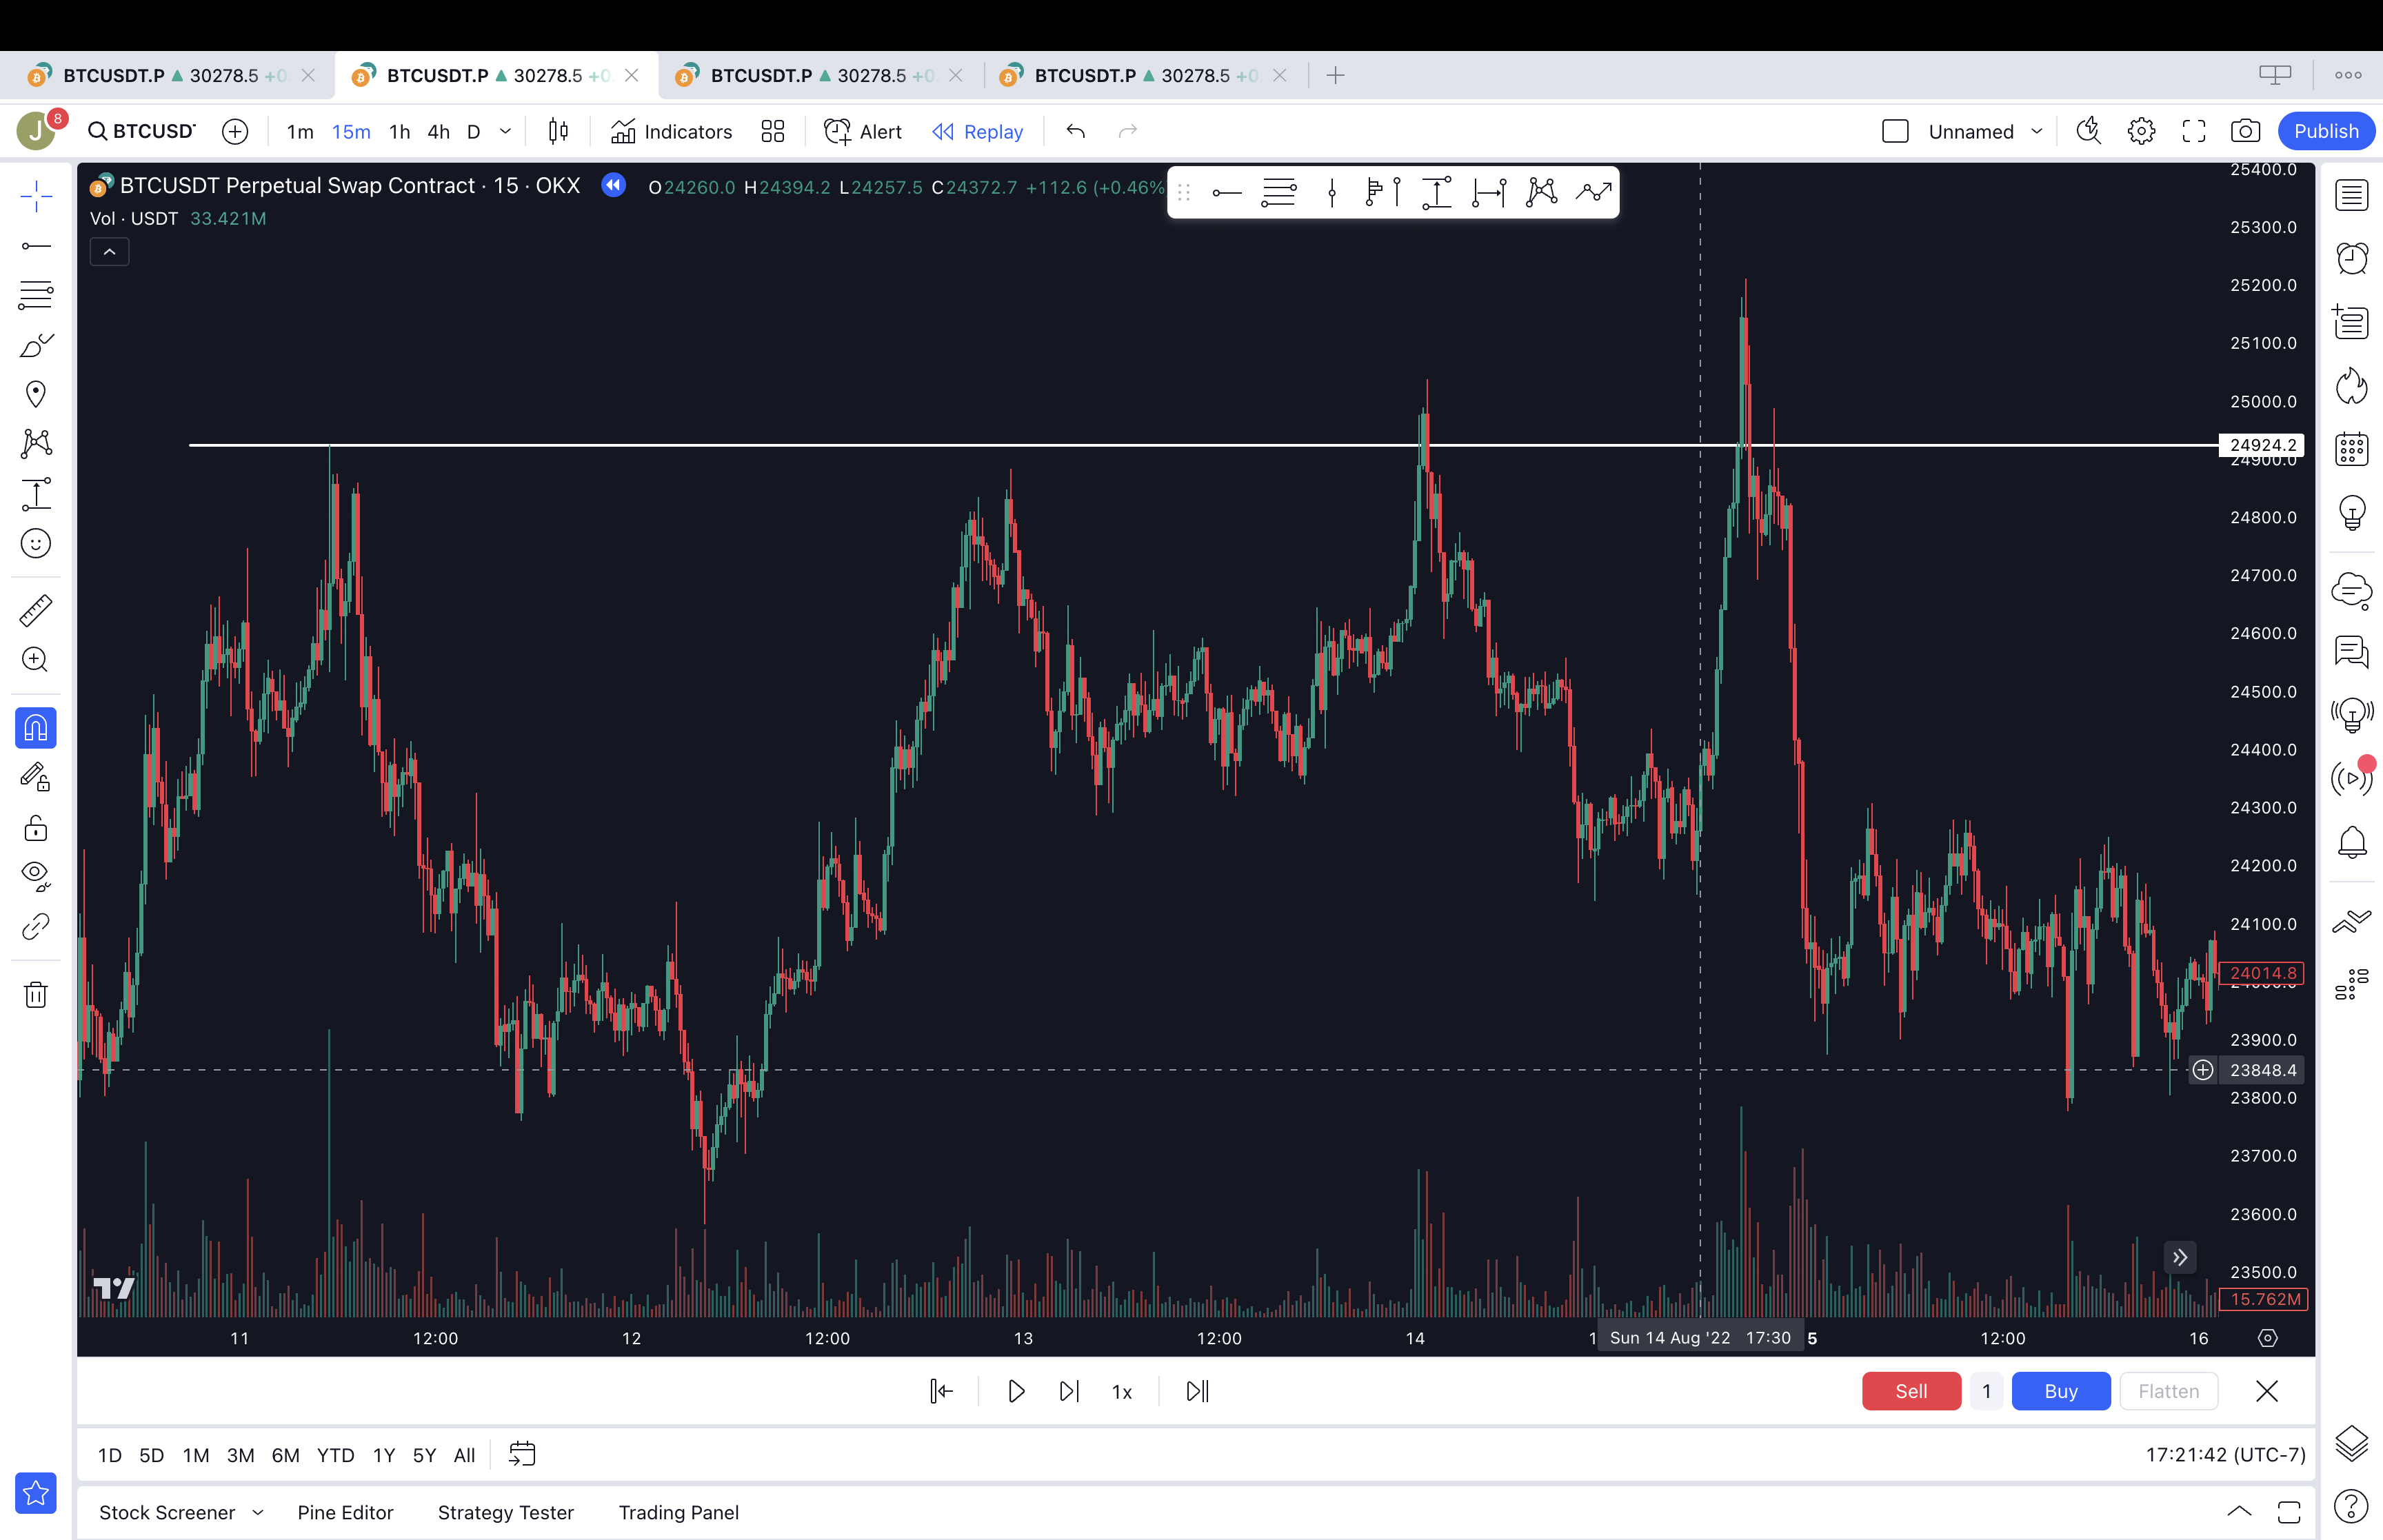 BTCUSDT.P ▲ 30278.5 +0. BTCUSDT.P ▲ 30278.5 +0 BTCUSDT.P ▲ 30278.5 +0. BTCUSDT.P ▲ 30278.5 +0.
J 8 BTCUSD 1m 15m 1h 4h D Indicators Alert Replay Unnamed Publish
BTCUSDT Perpetual Swap Contract · 15 · OKX O24260.0 H24394.2 L24257.5 C24372.7 +112.6 (+0.46%
Vol · USDT 33.421M
25400.0
25300.0
25200.0
25100.0
25000.0
24924.2
24900.0
24800.0
24700.0
24600.0
24500.0
24400.0
24300.0
24200.0
24100.0
24014.8
23900.0
23848.4
23800.0
23700.0
23600.0
23500.0
15.762M
11 12:00 12 12:00 13 12:00 14 1 Sun 14 Aug '22 17:30 5 12:00 16
1x Sell 1 Buy Flatten
1D 5D 1M 3M 6M YTD 1Y 5Y All 17:21:42 (UTC-7)
Stock Screener Pine Editor Strategy Tester Trading Panel